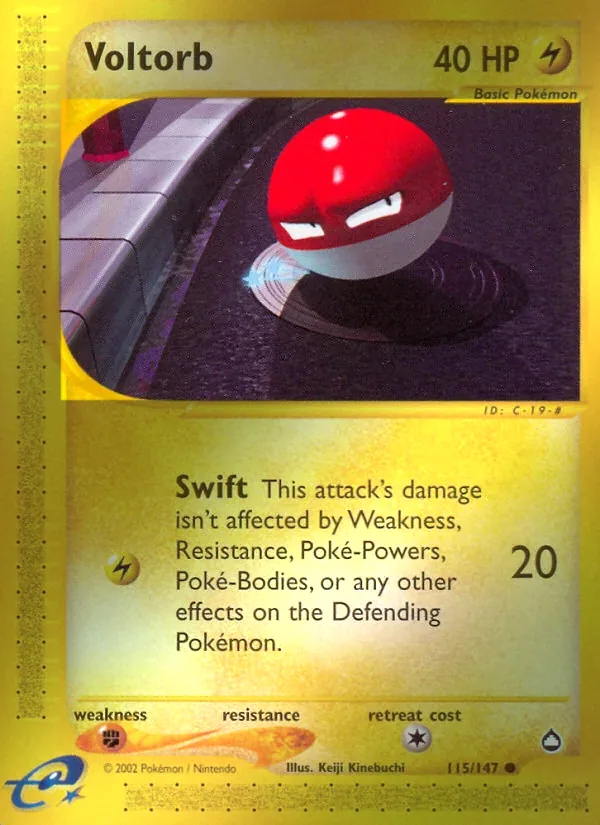 Voltorb
40 HP
Basic Pokémon
ID: C-19-#
Swift This attack's damage
isn't affected by Weakness,
Resistance, Poké-Powers,
Poké-Bodies, or any other
effects on the Defending
Pokémon.
20
weakness resistance retreat cost
© 2002 Pokémon / Nintendo Illus. Keiji Kinebuchi 115/147
e